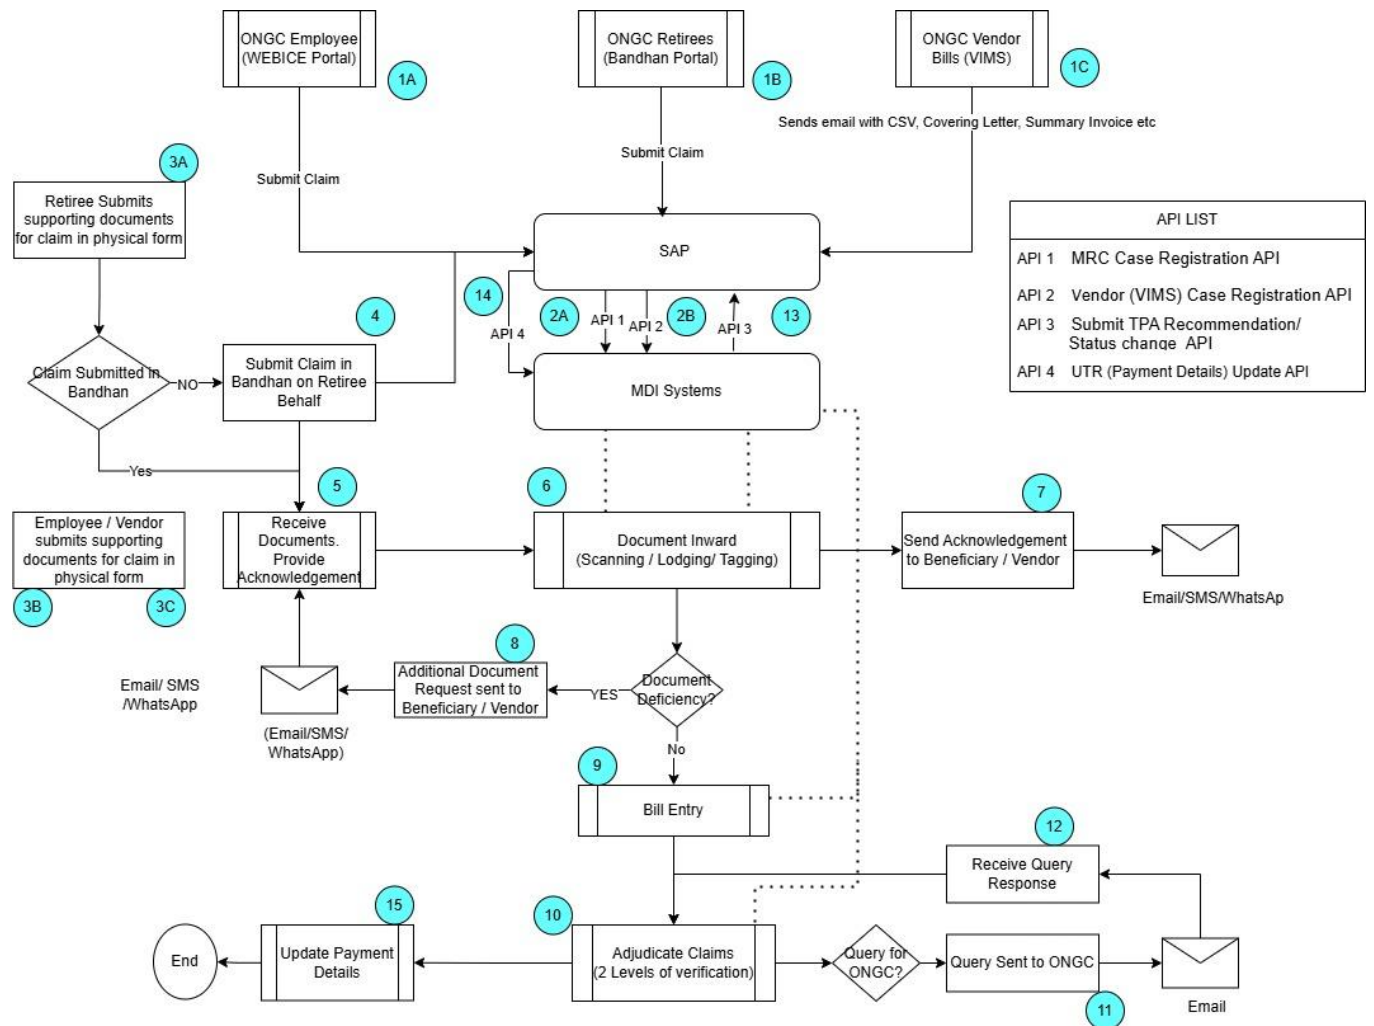 ONGC Employee
(WEBICE Portal)
1A
ONGC Retirees
(Bandhan Portal)
1B
ONGC Vendor
Bills (VIMS)
1C
Sends email with CSV, Covering Letter, Summary Invoice etc
Submit Claim
Submit Claim
3A
Retiree Submits
supporting documents
for claim in physical form
SAP
API LIST
API 1 MRC Case Registration API
API 2 Vendor (VIMS) Case Registration API
API 3 Submit TPA Recommendation/
Status change API
API 4 UTR (Payment Details) Update API
14
2A
2B
13
API 4
API 1
API 2
API 3
4
Claim Submitted in
Bandhan
NO
Submit Claim in
Bandhan on Retiree
Behalf
MDI Systems
Yes
5
6
7
Employee / Vendor
submits supporting
documents for claim in
physical form
3B
3C
Receive
Documents.
Provide
Acknowledgement
Document Inward
(Scanning / Lodging/ Tagging)
Send Acknowledgement
to Beneficiary / Vendor
Email/SMS/WhatsAp
8
Email/ SMS
/WhatsApp
(Email/SMS/
WhatsApp)
Additional Document
Request sent to
Beneficiary / Vendor
YES
Document
Deficiency?
No
9
Bill Entry
12
Receive Query
Response
15
10
End
Update Payment
Details
Adjudicate Claims
(2 Levels of verification)
Query for
ONGC?
Query Sent to ONGC
11
Email